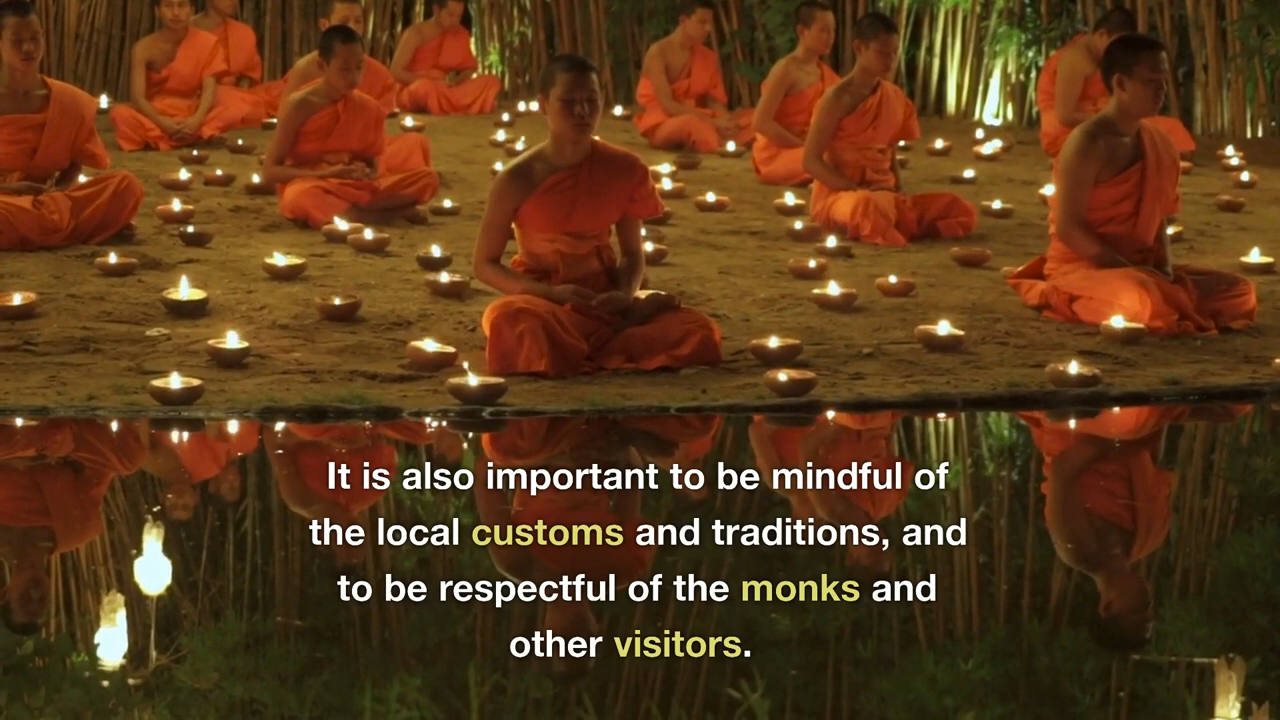 It is also important to be mindful of
the local customs and traditions, and
to be respectful of the monks and
other visitors.